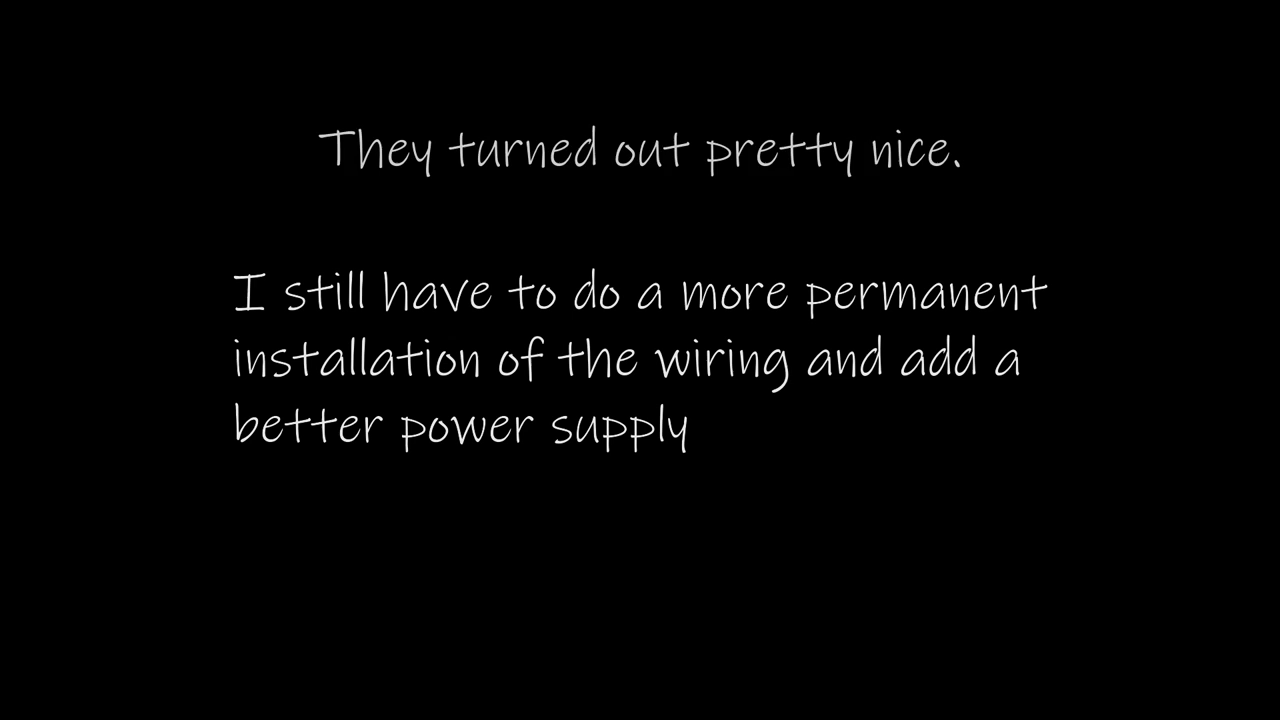 They turned out pretty nice.
I still have to do a more permanent
installation of the wiring and add a
better power supply